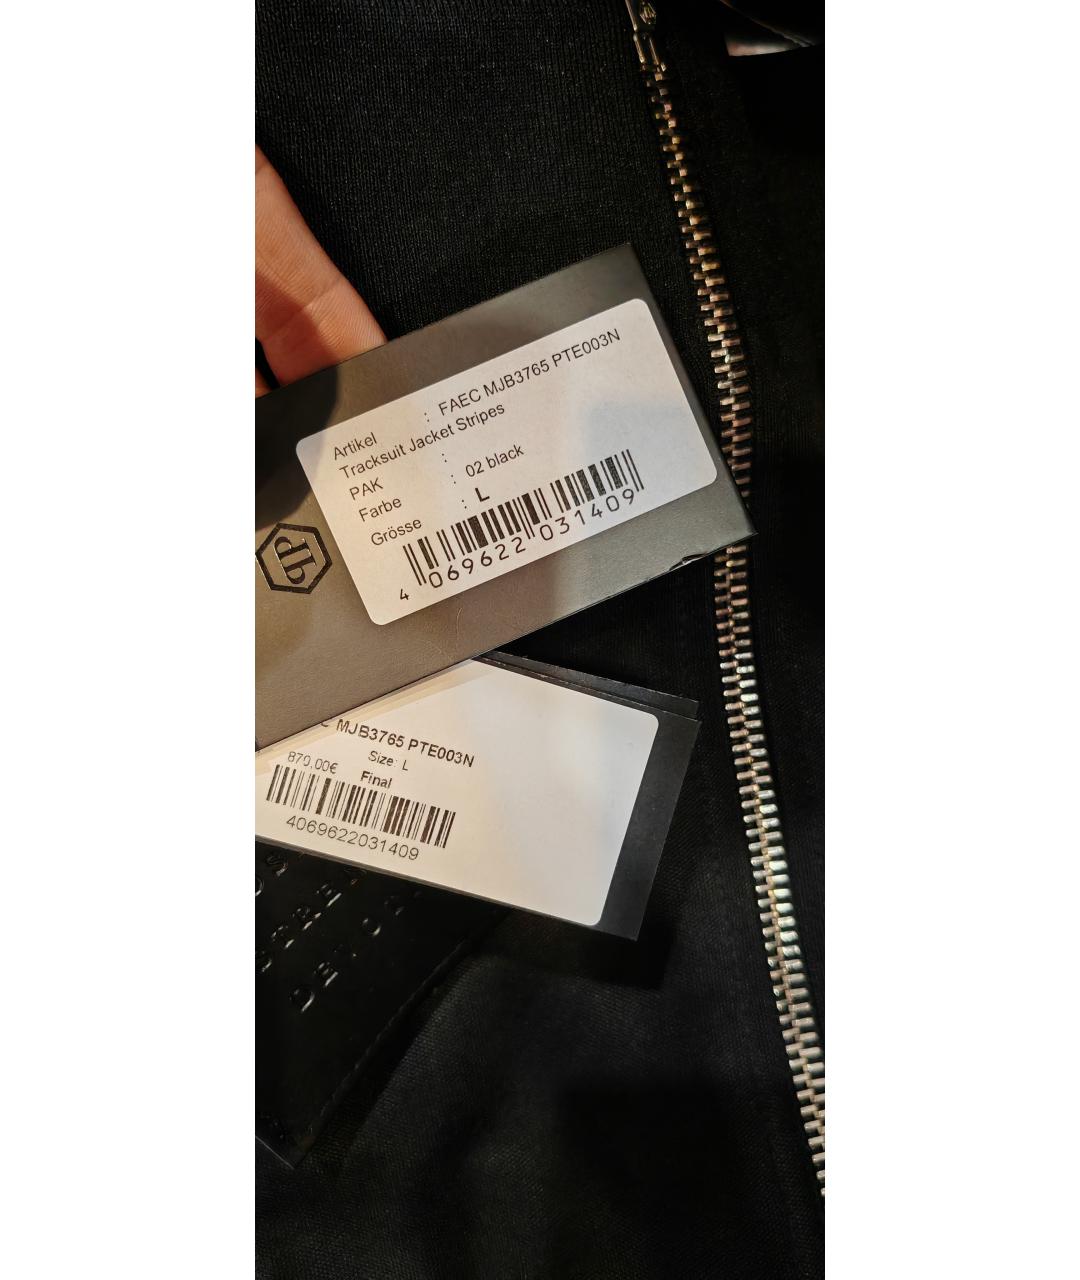 Artikel : FAEC MJB3765 PTE003N
Tracksuit Jacket Stripes
PAK :
Farbe : 02 black
Grösse : L
4 069622 031409
C MJB3765 PTE003N
Size: L
870,00€ Final
4069622031409